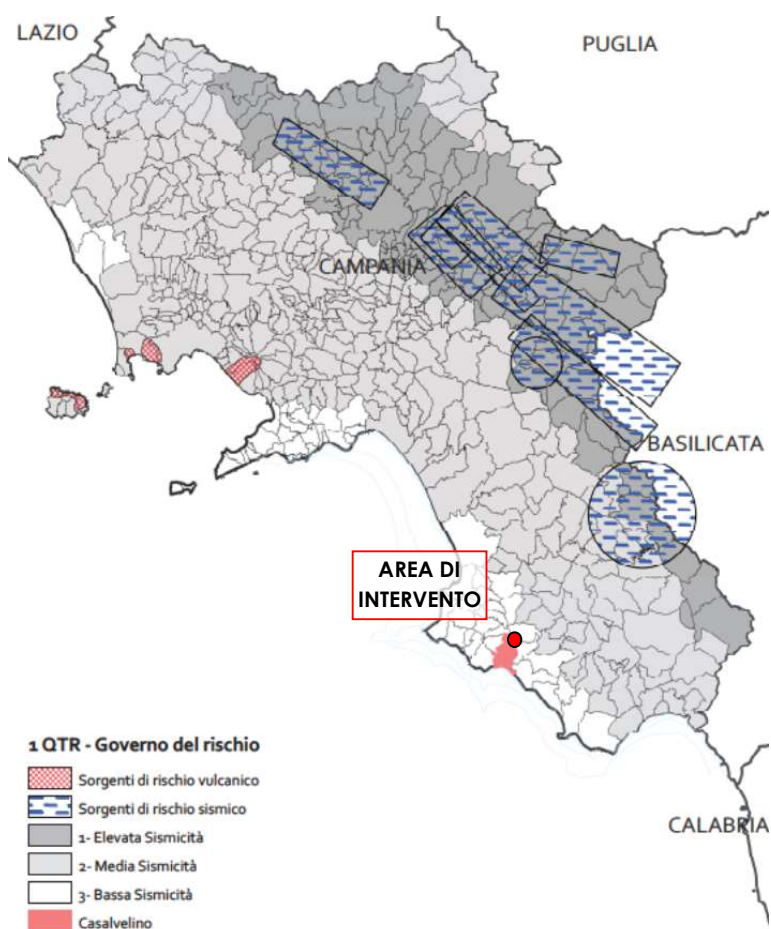 LAZIO
PUGLIA
CAMPANIA
BASILICATA
AREA DI
INTERVENTO
1 QTR - Governo del rischio
Sorgenti di rischio vulcanico
Sorgenti di rischio sismico
1- Elevata Sismicità
2- Media Sismicità
3- Bassa Sismicità
Casalvelino
CALABRIA